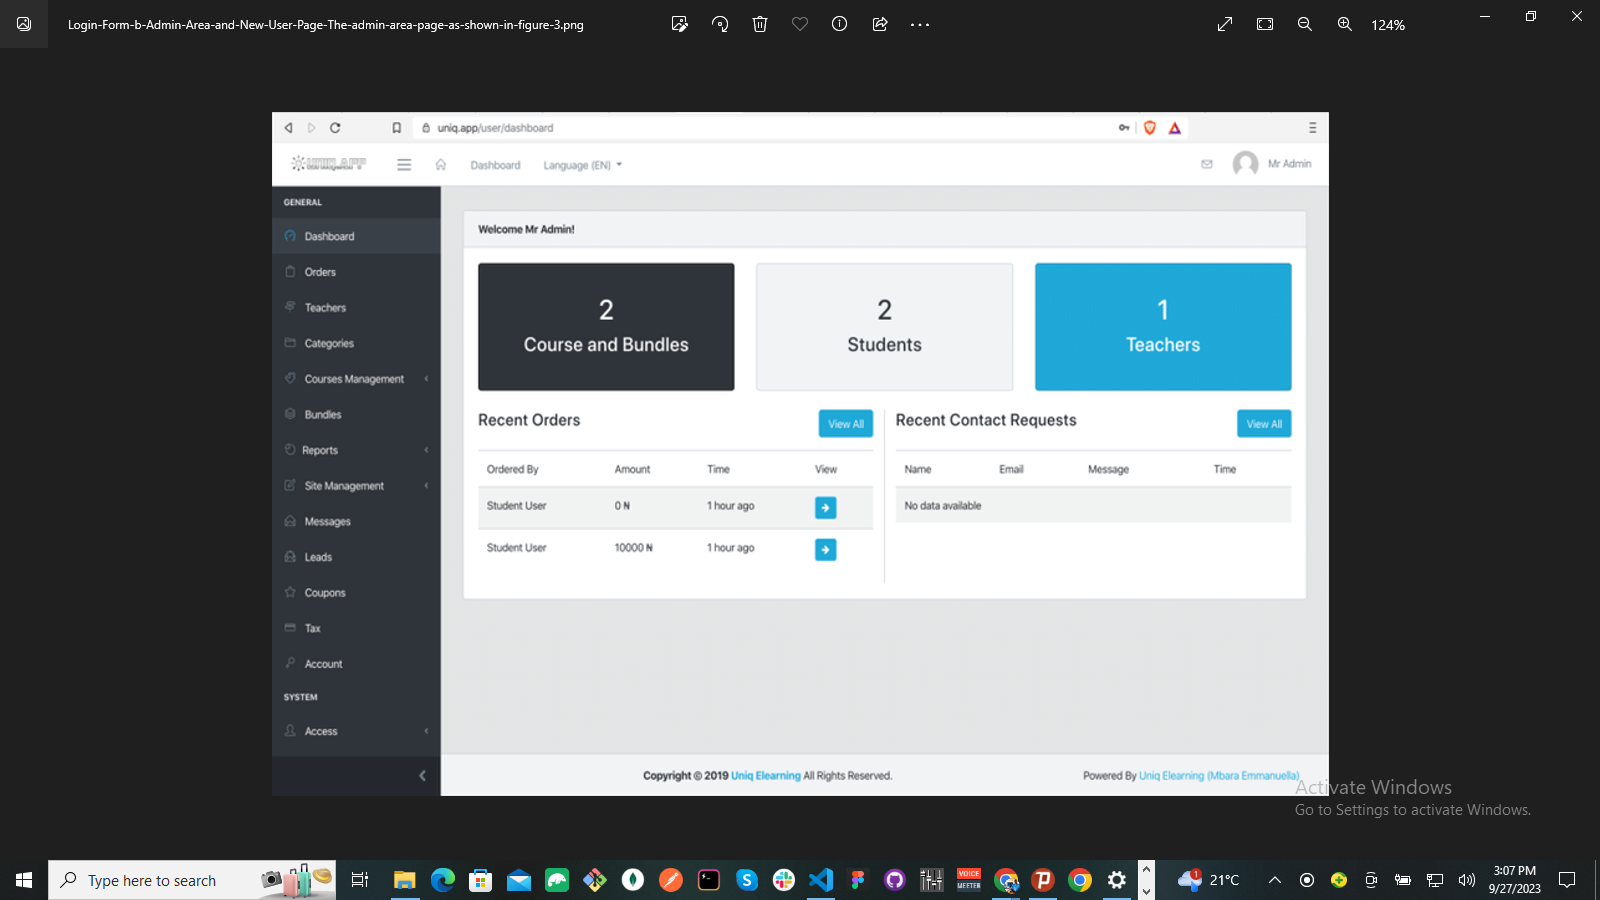 Login-Form-b-Admin-Area-and-New-User-Page-The-admin-area-page-as-shown-in-figure-3.png
124%
uniq.app/user/dashboard
UNIQ.APP
Dashboard
Language (EN)
Mr Admin
GENERAL
Dashboard
Orders
Teachers
Categories
Courses Management
Bundles
Reports
Site Management
Messages
Leads
Coupons
Tax
Account
SYSTEM
Access
Welcome Mr Admin!
2
Course and Bundles
2
Students
1
Teachers
Recent Orders
View All
Ordered By Amount Time View
Student User 0 ₦ 1 hour ago
Student User 10000 ₦ 1 hour ago
Recent Contact Requests
View All
Name Email Message Time
No data available
Copyright © 2019 Uniq Elearning All Rights Reserved.
Powered By Uniq Elearning (Mbara Emmanuella)
Activate Windows
Go to Settings to activate Windows.
Type here to search
VOICE
MEETER
1
21°C
3:07 PM
9/27/2023